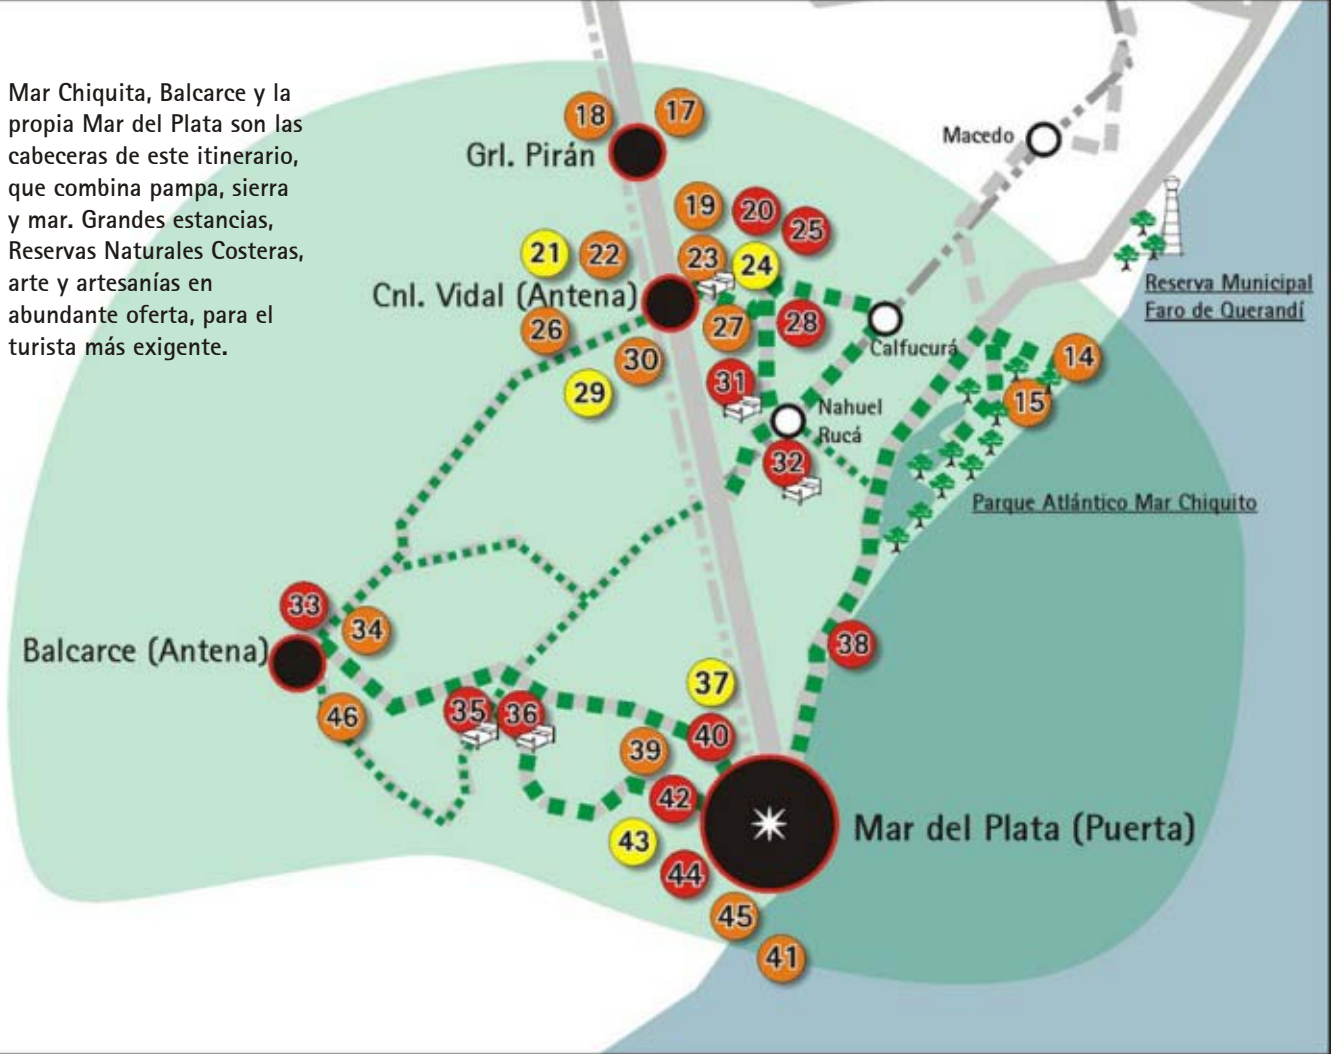 Mar Chiquita, Balcarce y la
propia Mar del Plata son las
cabeceras de este itinerario,
que combina pampa, sierra
y mar. Grandes estancias,
Reservas Naturales Costeras,
arte y artesanías en
abundante oferta, para el
turista más exigente.
18
17
Grl. Pirán
Macedo
19
20
25
21
22
23
24
Cnl. Vidal (Antena)
Reserva Municipal
Faro de Querandí
26
27
28
Calfucurá
30
29
31
14
15
Nahuel
Rucá
32
Parque Atlántico Mar Chiquito
33
34
Balcarce (Antena)
38
37
46
35
36
40
39
42
43
Mar del Plata (Puerta)
44
45
41